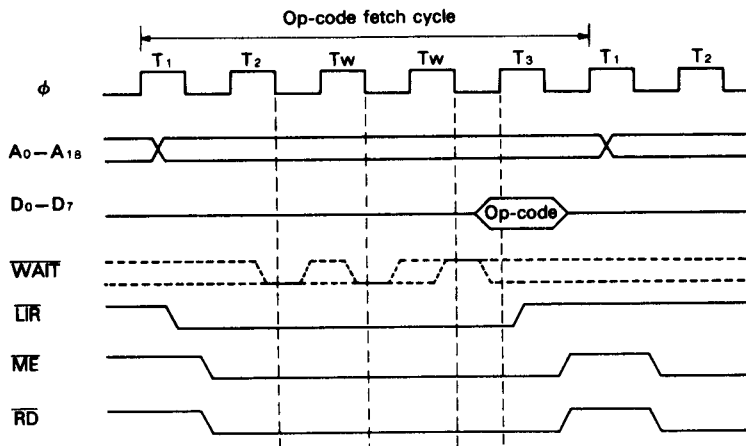 Op-code fetch cycle
T1 T2 Tw Tw T3 T1 T2
ϕ
A0–A18
D0–D7
Op-code
WAIT
LIR
ME
RD